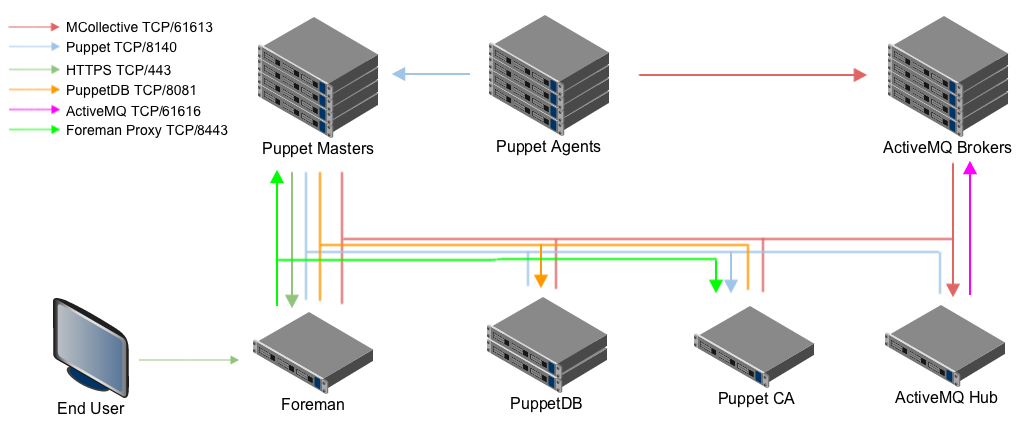 MCollective TCP/61613
Puppet TCP/8140
HTTPS TCP/443
PuppetDB TCP/8081
ActiveMQ TCP/61616
Foreman Proxy TCP/8443
Puppet Masters
Puppet Agents
ActiveMQ Brokers
End User
Foreman
PuppetDB
Puppet CA
ActiveMQ Hub